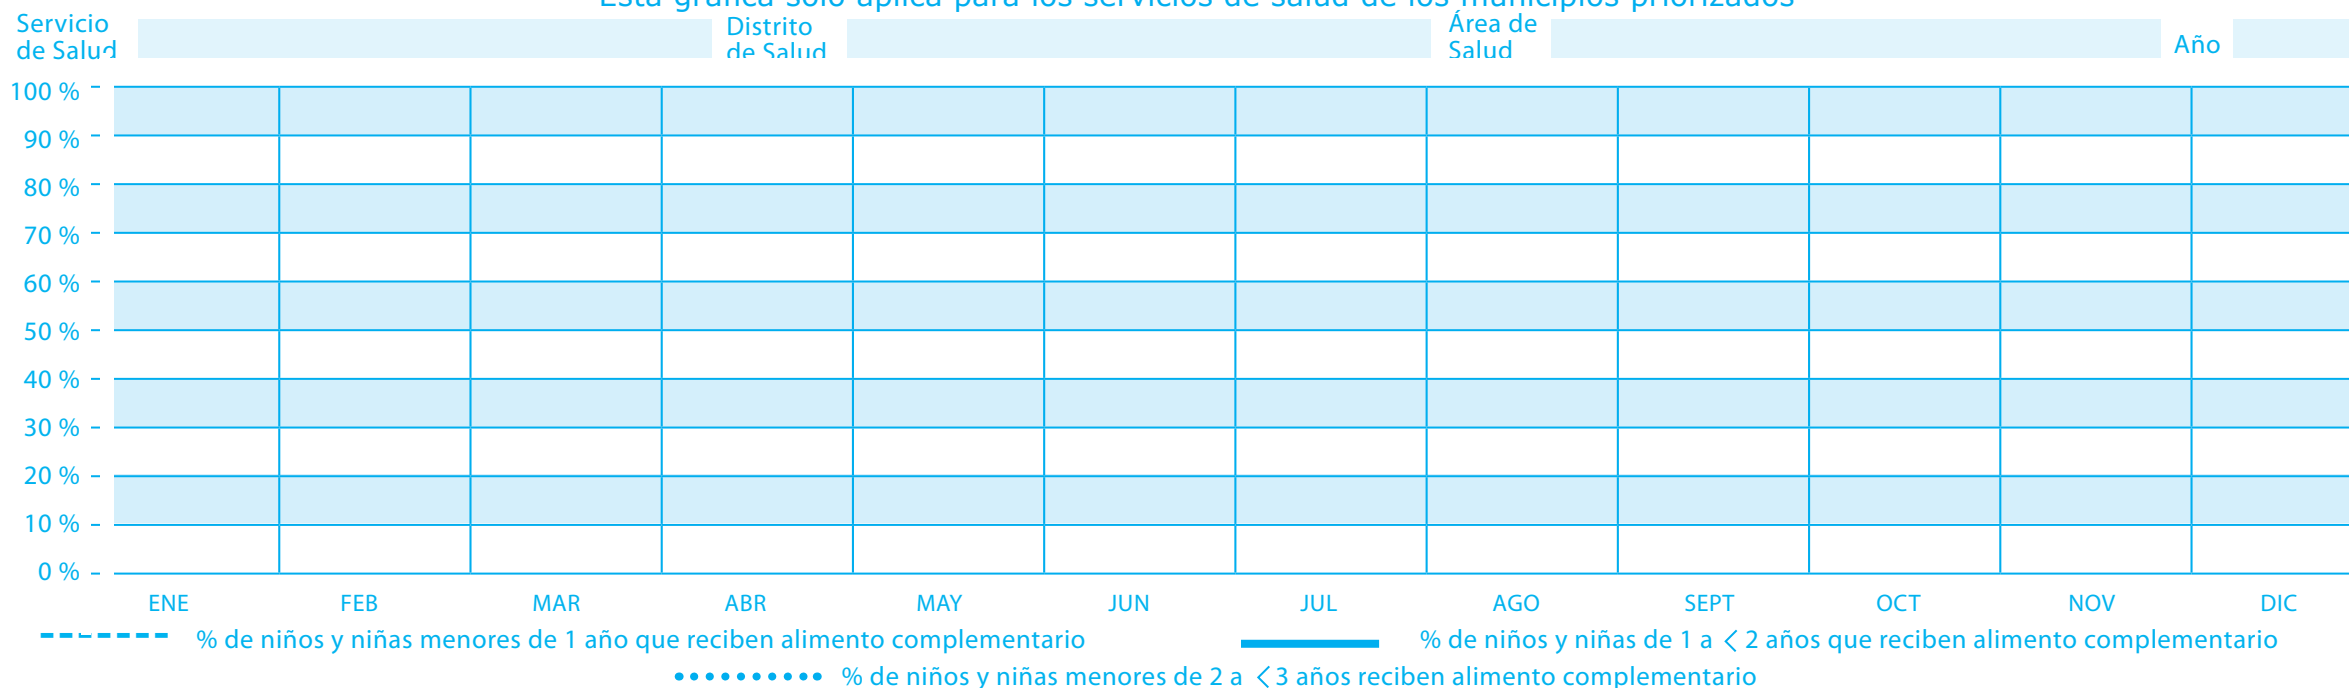 Esta gráfica solo aplica para los servicios de salud de los municipios priorizados
Servicio de Salud
Distrito de Salud
Área de Salud
Año
100 %
90 %
80 %
70 %
60 %
50 %
40 %
30 %
20 %
10 %
0 %
ENE FEB MAR ABR MAY JUN JUL AGO SEPT OCT NOV DIC
% de niños y niñas menores de 1 año que reciben alimento complementario
% de niños y niñas de 1 a < 2 años que reciben alimento complementario
% de niños y niñas menores de 2 a < 3 años reciben alimento complementario